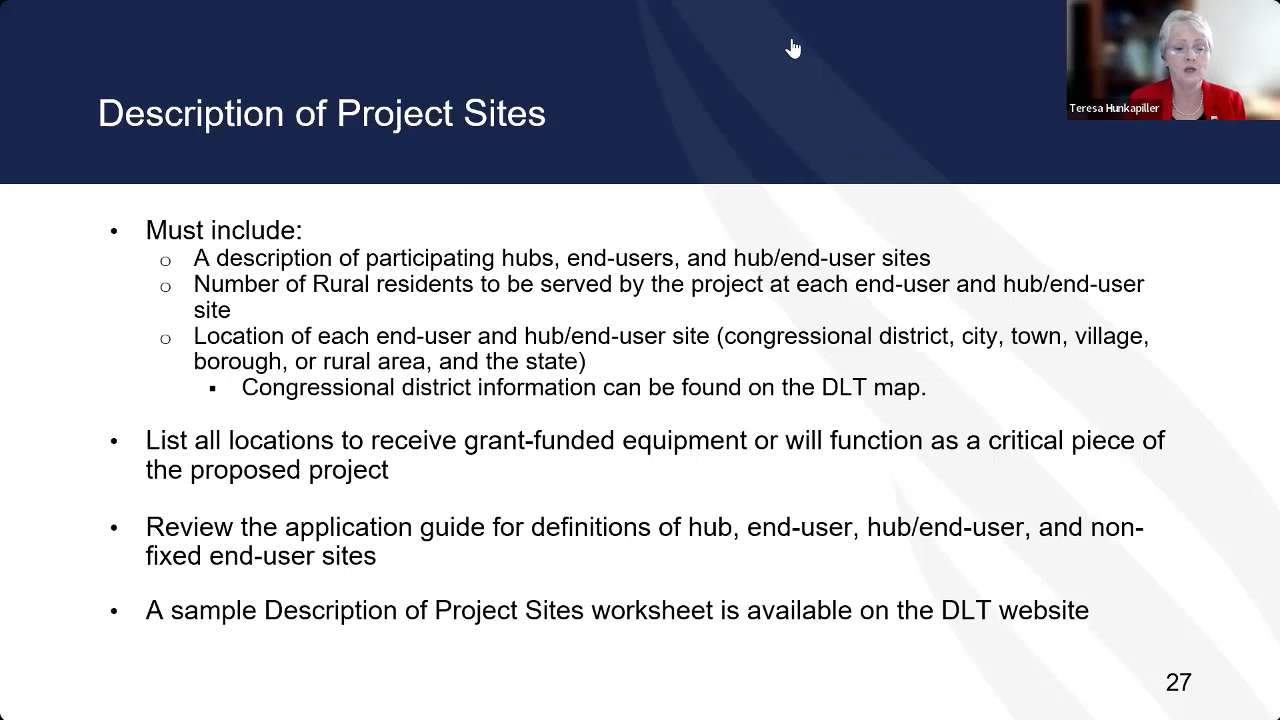 Teresa Hunkapiller
Description of Project Sites
• Must include:
o A description of participating hubs, end-users, and hub/end-user sites
o Number of Rural residents to be served by the project at each end-user and hub/end-user
site
o Location of each end-user and hub/end-user site (congressional district, city, town, village,
borough, or rural area, and the state)
▪ Congressional district information can be found on the DLT map.
• List all locations to receive grant-funded equipment or will function as a critical piece of
the proposed project
• Review the application guide for definitions of hub, end-user, hub/end-user, and non-
fixed end-user sites
• A sample Description of Project Sites worksheet is available on the DLT website
27